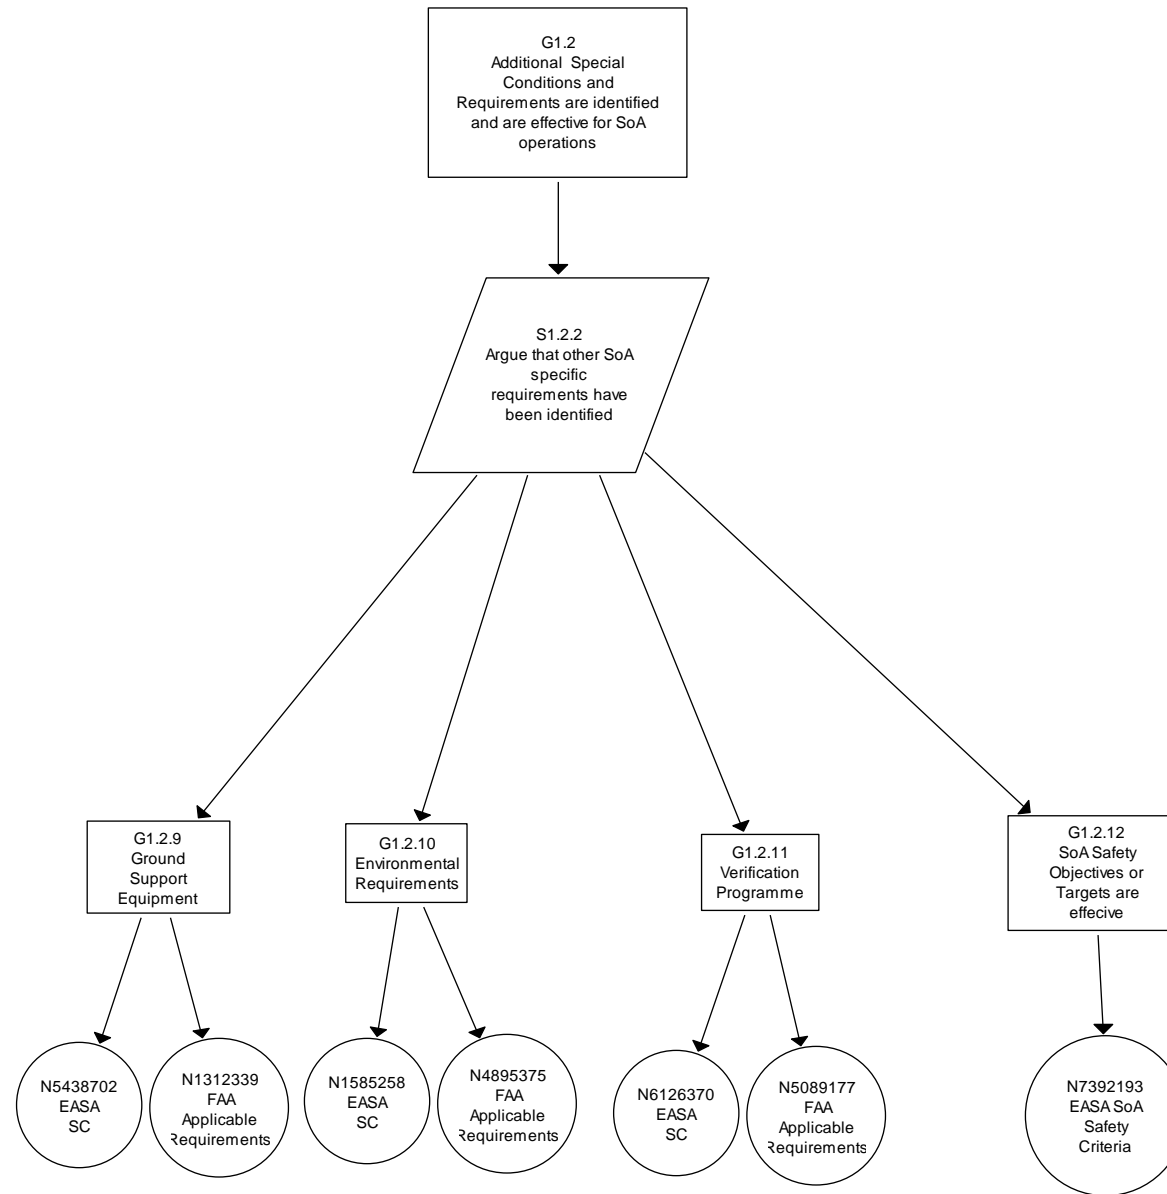 G1.2
Additional Special
Conditions and
Requirements are identified
and are effective for SoA
operations
S1.2.2
Argue that other SoA
specific
requirements have
been identified
G1.2.9
Ground
Support
Equipment
G1.2.10
Environmental
Requirements
G1.2.11
Verification
Programme
G1.2.12
SoA Safety
Objectives or
Targets are
effecive
N5438702
EASA
SC
N1312339
FAA
Applicable
Requirements
N1585258
EASA
SC
N4895375
FAA
Applicable
Requirements
N6126370
EASA
SC
N5089177
FAA
Applicable
Requirements
N7392193
EASA SoA
Safety
Criteria